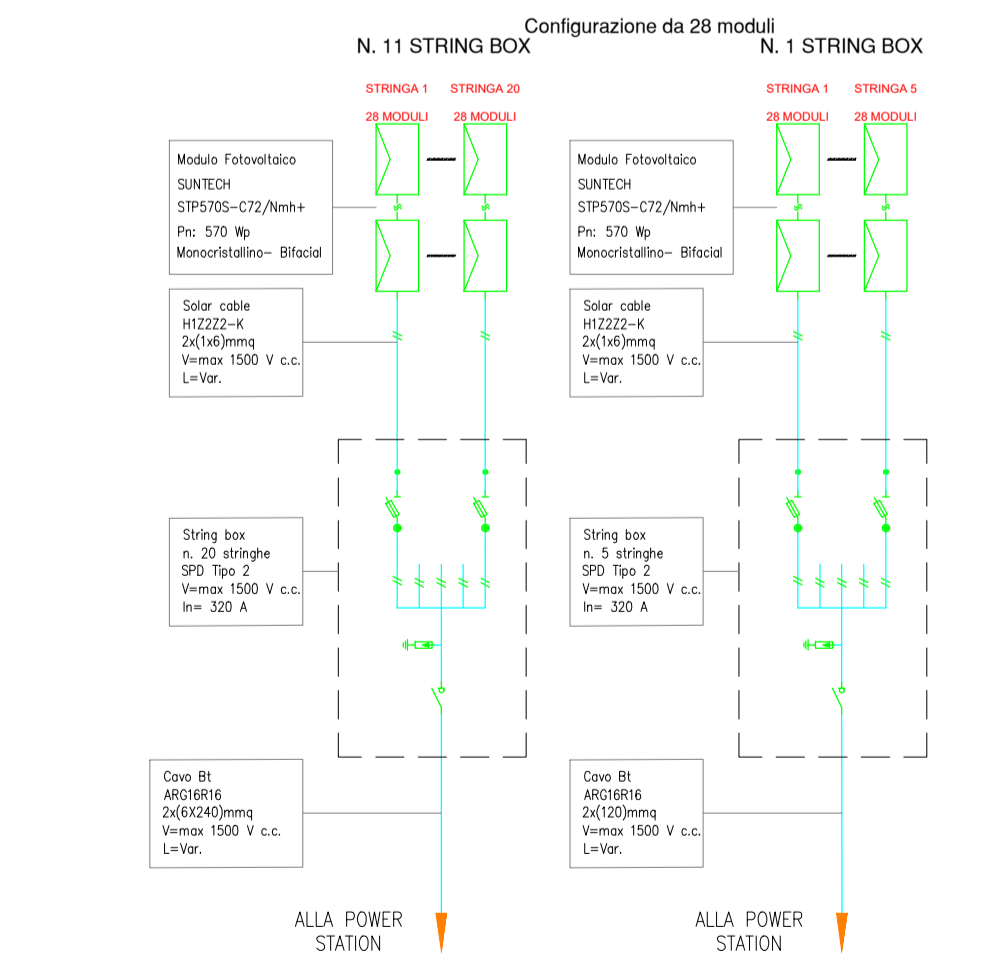 Configurazione da 28 moduli
N. 11 STRING BOX
STRINGA 1
STRINGA 20
28 MODULI
28 MODULI
Modulo Fotovoltaico
SUNTECH
STP570S-C72/Nmh+
Pn: 570 Wp
Monocristallino- Bifacial
Solar cable
H1Z2Z2-K
2x(1x6)mmq
V=max 1500 V c.c.
L=Var.
String box
n. 20 stringhe
SPD Tipo 2
V=max 1500 V c.c.
In= 320 A
Cavo Bt
ARG16R16
2x(6X240)mmq
V=max 1500 V c.c.
L=Var.
ALLA POWER
STATION
N. 1 STRING BOX
STRINGA 1
STRINGA 5
28 MODULI
28 MODULI
Modulo Fotovoltaico
SUNTECH
STP570S-C72/Nmh+
Pn: 570 Wp
Monocristallino- Bifacial
Solar cable
H1Z2Z2-K
2x(1x6)mmq
V=max 1500 V c.c.
L=Var.
String box
n. 5 stringhe
SPD Tipo 2
V=max 1500 V c.c.
In= 320 A
Cavo Bt
ARG16R16
2x(120)mmq
V=max 1500 V c.c.
L=Var.
ALLA POWER
STATION